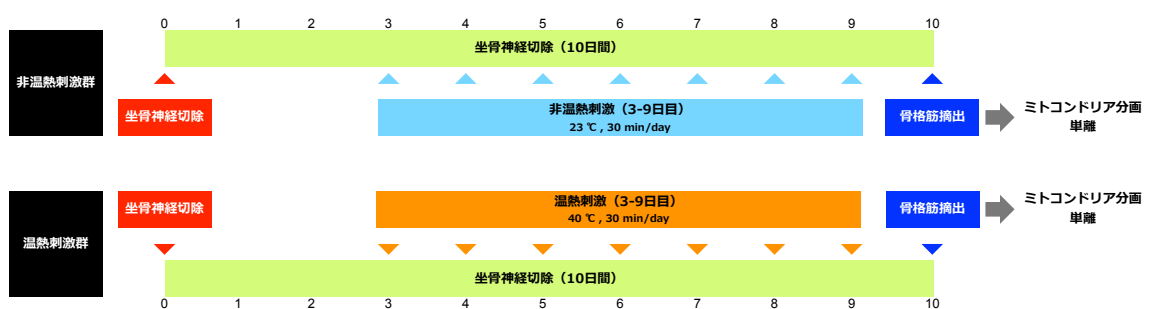 0 1 2 3 4 5 6 7 8 9 10
坐骨神経切除（10日間）
非温熱刺激群
坐骨神経切除
非温熱刺激（3-9日目）
23 ℃ , 30 min/day
骨格筋摘出
ミトコンドリア分画
単離
温熱刺激群
坐骨神経切除
温熱刺激（3-9日目）
40 ℃ , 30 min/day
骨格筋摘出
ミトコンドリア分画
単離
坐骨神経切除（10日間）
0 1 2 3 4 5 6 7 8 9 10